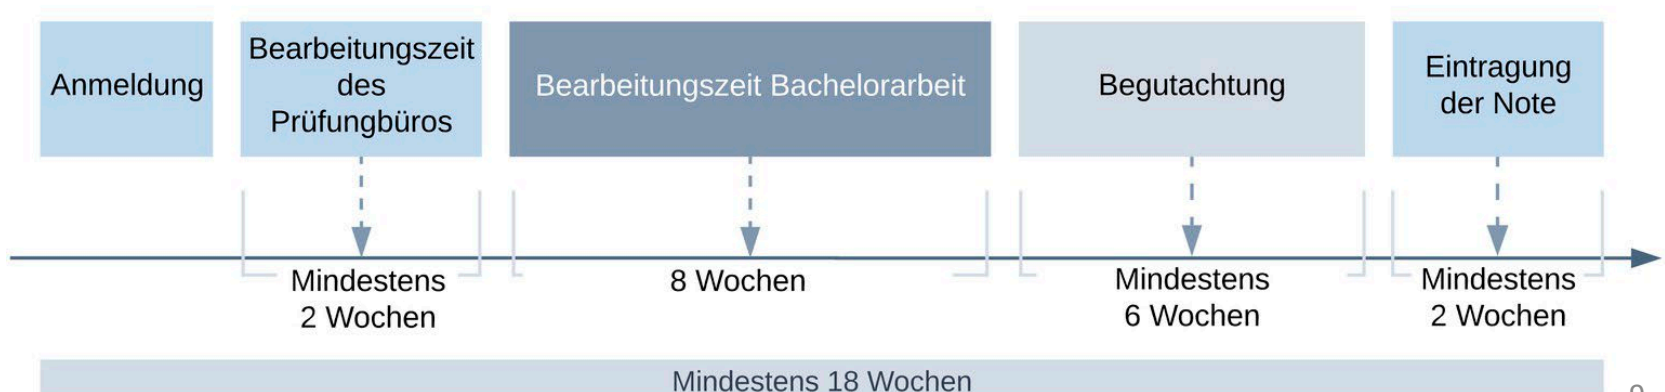 Anmeldung
Bearbeitungszeit
des
Prüfungbüros
Bearbeitungszeit Bachelorarbeit
Begutachtung
Eintragung
der Note
Mindestens
2 Wochen
8 Wochen
Mindestens
6 Wochen
Mindestens
2 Wochen
Mindestens 18 Wochen